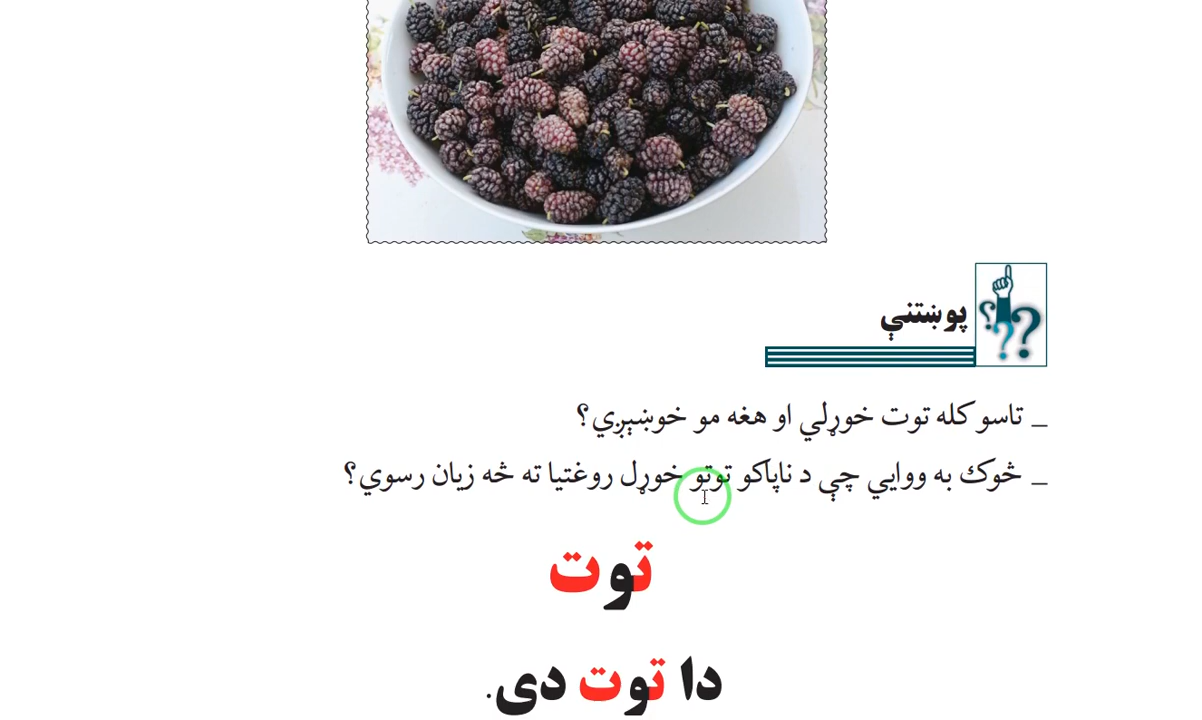 پوښتنې
_ تاسو کله توت خوړلي او هغه مو خوښېږي؟
_ څوك به ووايي چې د ناپاکو توتو خوړل روغتيا ته څه زيان رسوي؟
توت
دا توت دی.